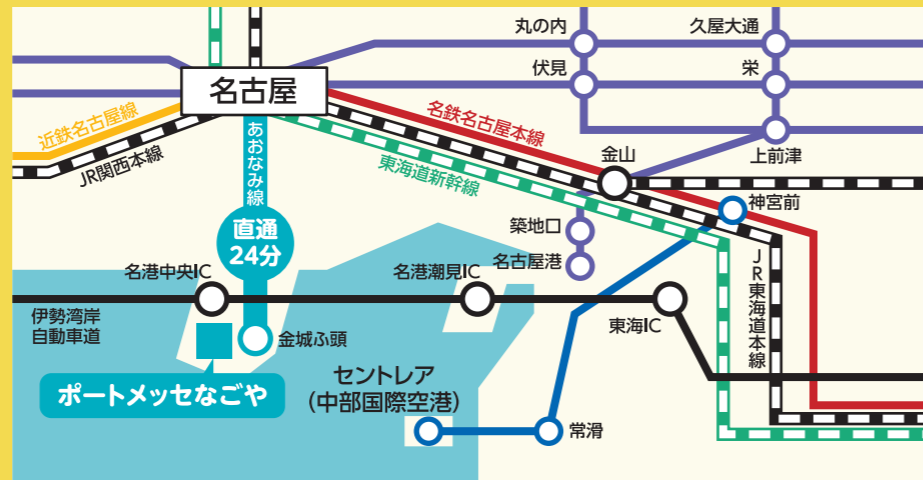 丸の内
久屋大通
伏見
栄
名古屋
近鉄名古屋線
JR関西本線
あおなみ線
名鉄名古屋本線
東海道新幹線
金山
上前津
神宮前
直通
24分
築地口
名古屋港
JR東海道本線
名港中央IC
名港潮見IC
東海IC
伊勢湾岸
自動車道
金城ふ頭
ポートメッセなごや
セントレア
(中部国際空港)
常滑